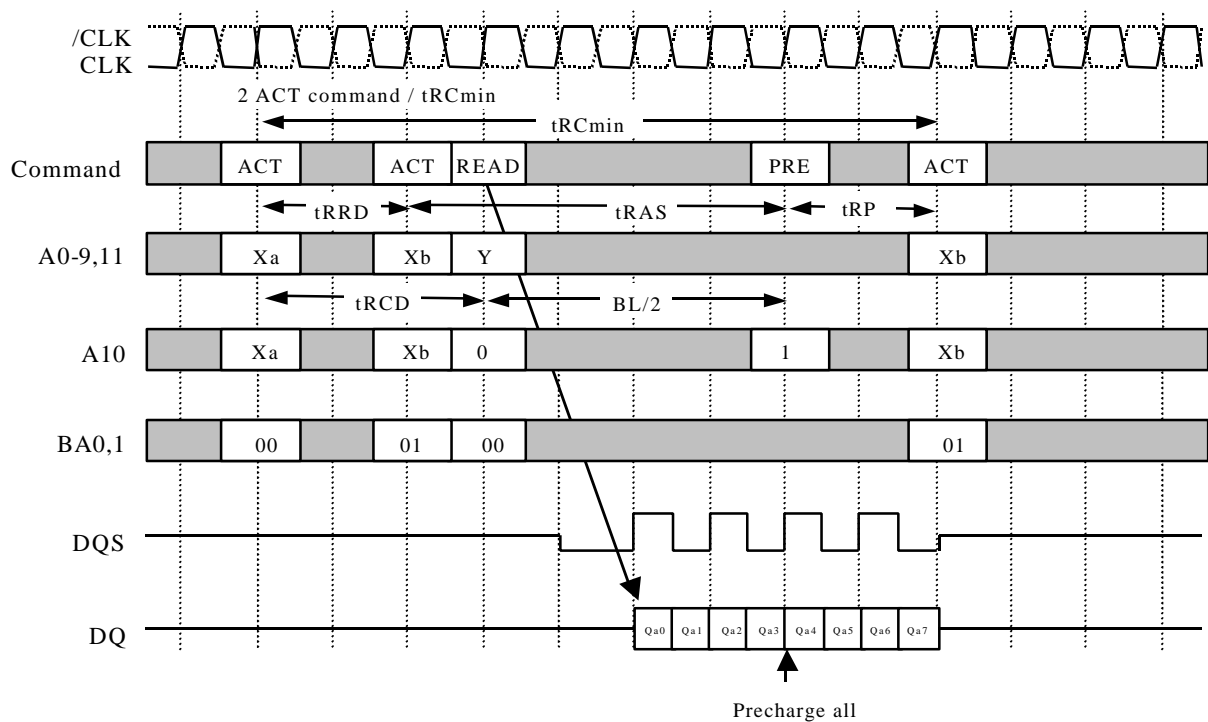 /CLK
CLK
2 ACT command / tRCmin
tRCmin
Command ACT ACT READ PRE ACT
tRRD tRAS tRP
A0-9,11 Xa Xb Y Xb
tRCD BL/2
A10 Xa Xb 0 1 Xb
BA0,1 00 01 00 01
DQS
DQ Qa0 Qa1 Qa2 Qa3 Qa4 Qa5 Qa6 Qa7
Precharge all